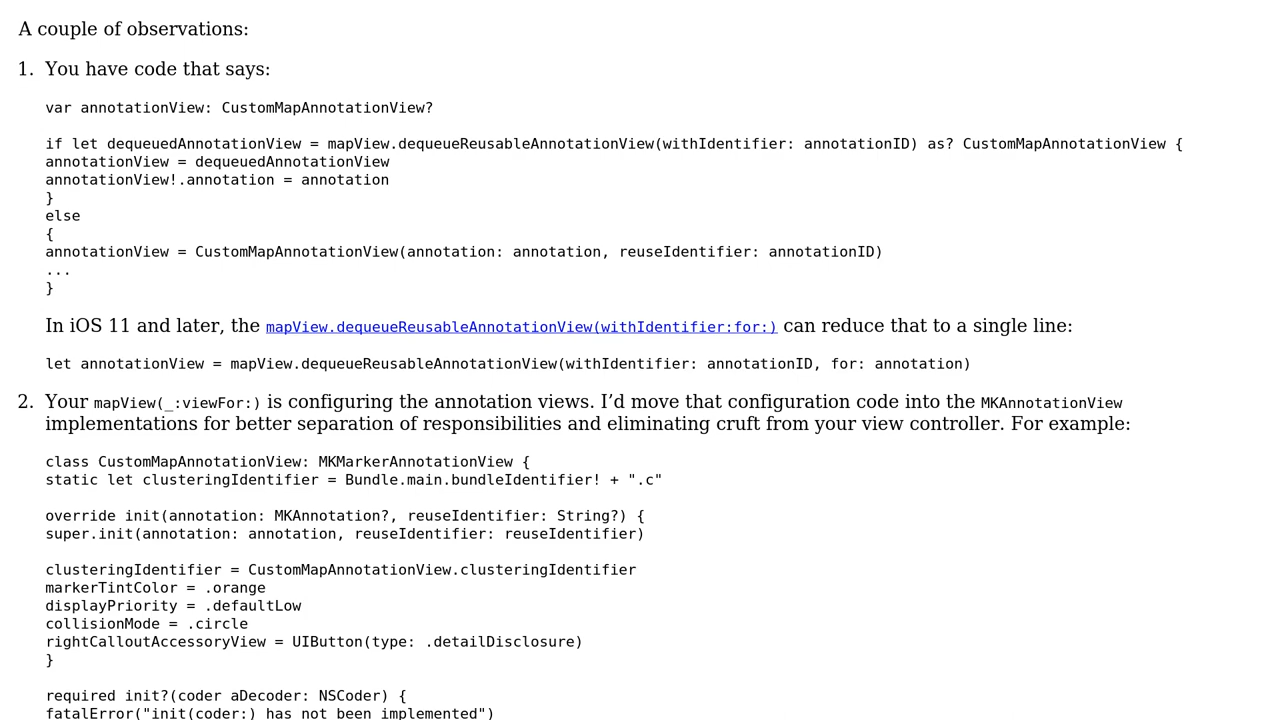 A couple of observations:
1. You have code that says:
var annotationView: CustomMapAnnotationView?
if let dequeuedAnnotationView = mapView.dequeueReusableAnnotationView(withIdentifier: annotationID) as? CustomMapAnnotationView {
annotationView = dequeuedAnnotationView
annotationView!.annotation = annotation
}
else
{
annotationView = CustomMapAnnotationView(annotation: annotation, reuseIdentifier: annotationID)
...
}
In iOS 11 and later, the mapView.dequeueReusableAnnotationView(withIdentifier:for:) can reduce that to a single line:
let annotationView = mapView.dequeueReusableAnnotationView(withIdentifier: annotationID, for: annotation)
2. Your mapView(_:viewFor:) is configuring the annotation views. I’d move that configuration code into the MKAnnotationView
implementations for better separation of responsibilities and eliminating cruft from your view controller. For example:
class CustomMapAnnotationView: MKMarkerAnnotationView {
static let clusteringIdentifier = Bundle.main.bundleIdentifier! + ".c"
override init(annotation: MKAnnotation?, reuseIdentifier: String?) {
super.init(annotation: annotation, reuseIdentifier: reuseIdentifier)
clusteringIdentifier = CustomMapAnnotationView.clusteringIdentifier
markerTintColor = .orange
displayPriority = .defaultLow
collisionMode = .circle
rightCalloutAccessoryView = UIButton(type: .detailDisclosure)
}
required init?(coder aDecoder: NSCoder) {
fatalError("init(coder:) has not been implemented")